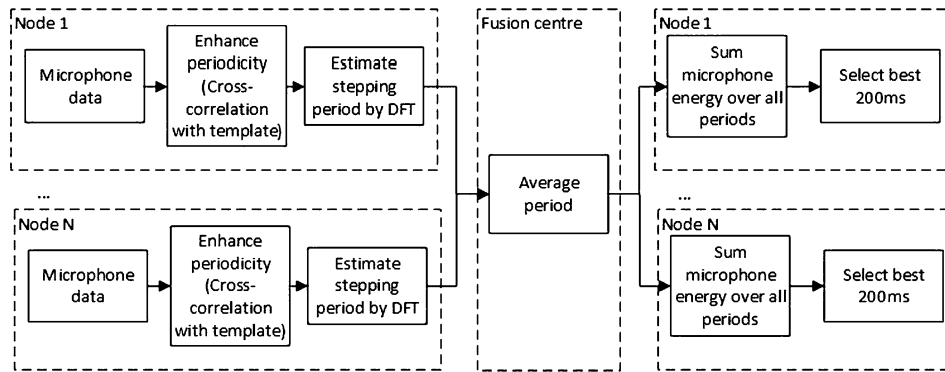 Node 1
Microphone
data
Enhance
periodicity
(Cross-
correlation
with template)
Estimate
stepping
period by DFT
...
Node N
Microphone
data
Enhance
periodicity
(Cross-
correlation
with template)
Estimate
stepping
period by DFT
Fusion centre
Average
period
Node 1
Sum
microphone
energy over all
periods
Select best
200ms
...
Node N
Sum
microphone
energy over all
periods
Select best
200ms